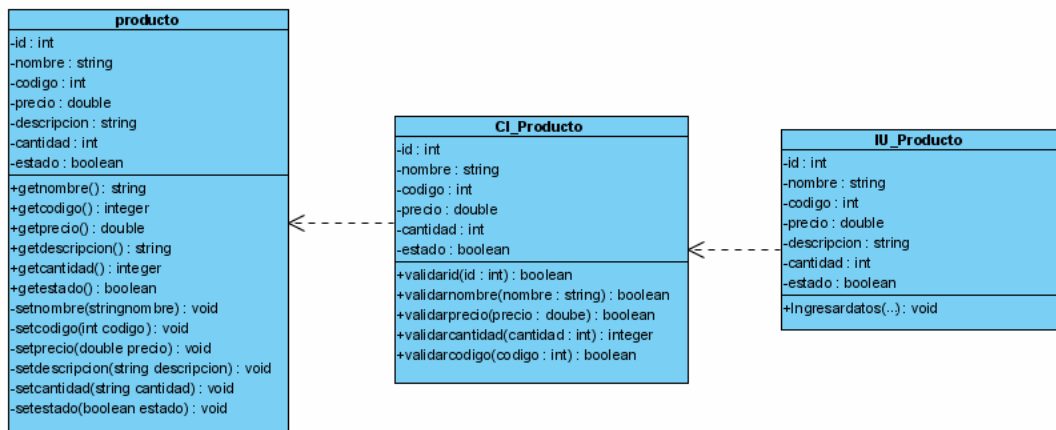 producto
-id : int
-nombre : string
-codigo : int
-precio : double
-descripcion : string
-cantidad : int
-estado : boolean
+getnombre() : string
+getcodigo() : integer
+getprecio() : double
+getdescripcion() : string
+getcantidad() : integer
+getestado() : boolean
-setnombre(stringnombre) : void
-setcodigo(int codigo) : void
-setprecio(double precio) : void
-setdescripcion(string descripcion) : void
-setcantidad(string cantidad) : void
-setestado(boolean estado) : void
CI_Producto
-id : int
-nombre : string
-codigo : int
-precio : double
-cantidad : int
-estado : boolean
+validarid(id : int) : boolean
+validarnombre(nombre : string) : boolean
+validarprecio(precio : doube) : boolean
+validarcantidad(cantidad : int) : integer
+validarcodigo(codigo : int) : boolean
IU_Producto
-id : int
-nombre : string
-codigo : int
-precio : double
-descripcion : string
-cantidad : int
-estado : boolean
+Ingresardatos(...) : void